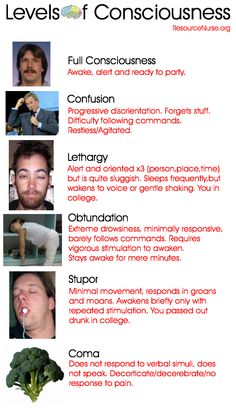 Levels of Consciousness
ResourceNurse.org
Full Consciousness
Awake, alert and ready to party.
Confusion
Progressive disorientation. Forgets stuff.
Difficulty following commands.
Restless/Agitated.
Lethargy
Alert and oriented x3 (person,place,time)
but is quite sluggish. Sleeps frequently,but
wakens to voice or gentle shaking. You in
college.
Obtundation
Extreme drowsiness, minimally responsive,
barely follows commands. Requires
vigorous stimulation to awaken.
Stays awake for mere minutes.
Stupor
Minimal movement, responds in groans
and moans. Awakens briefly only with
repeated stimulation. You passed out
drunk in college.
Coma
Does not respond to verbal simuli, does
not speak. Decorticate/decerebrate/no
response to pain.